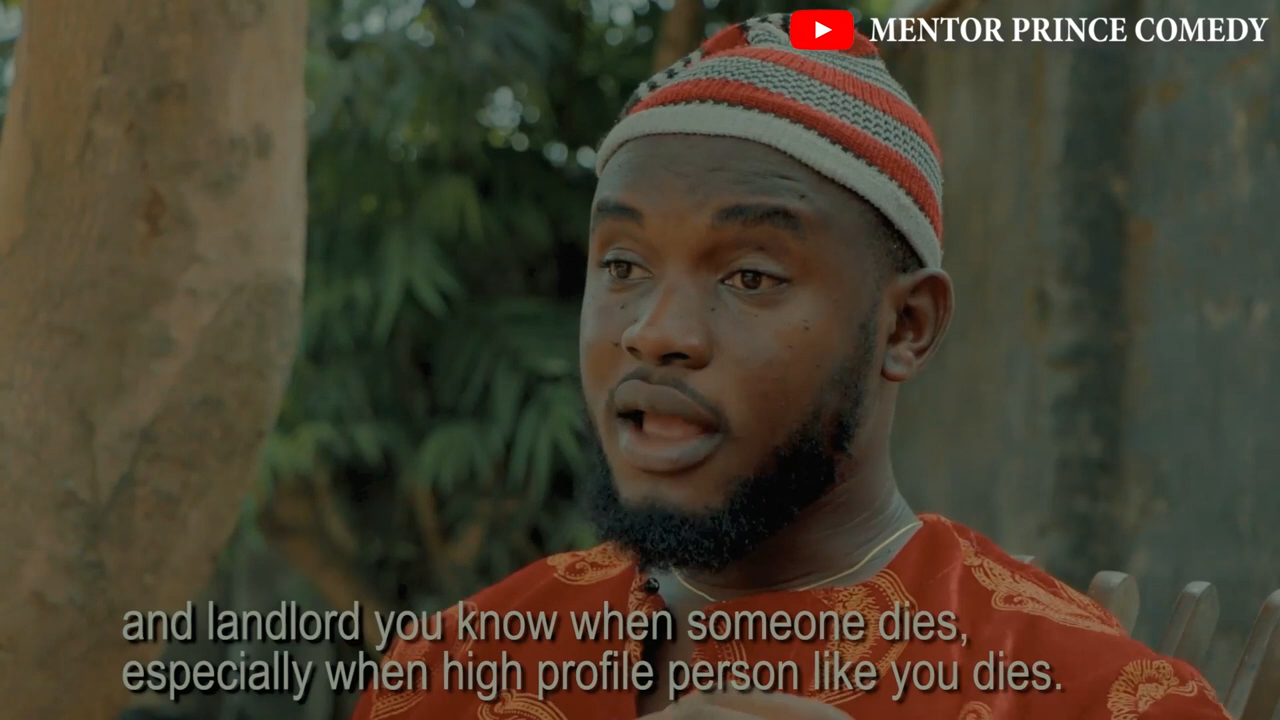 MENTOR PRINCE COMEDY
and landlord you know when someone dies,
especially when high profile person like you dies.